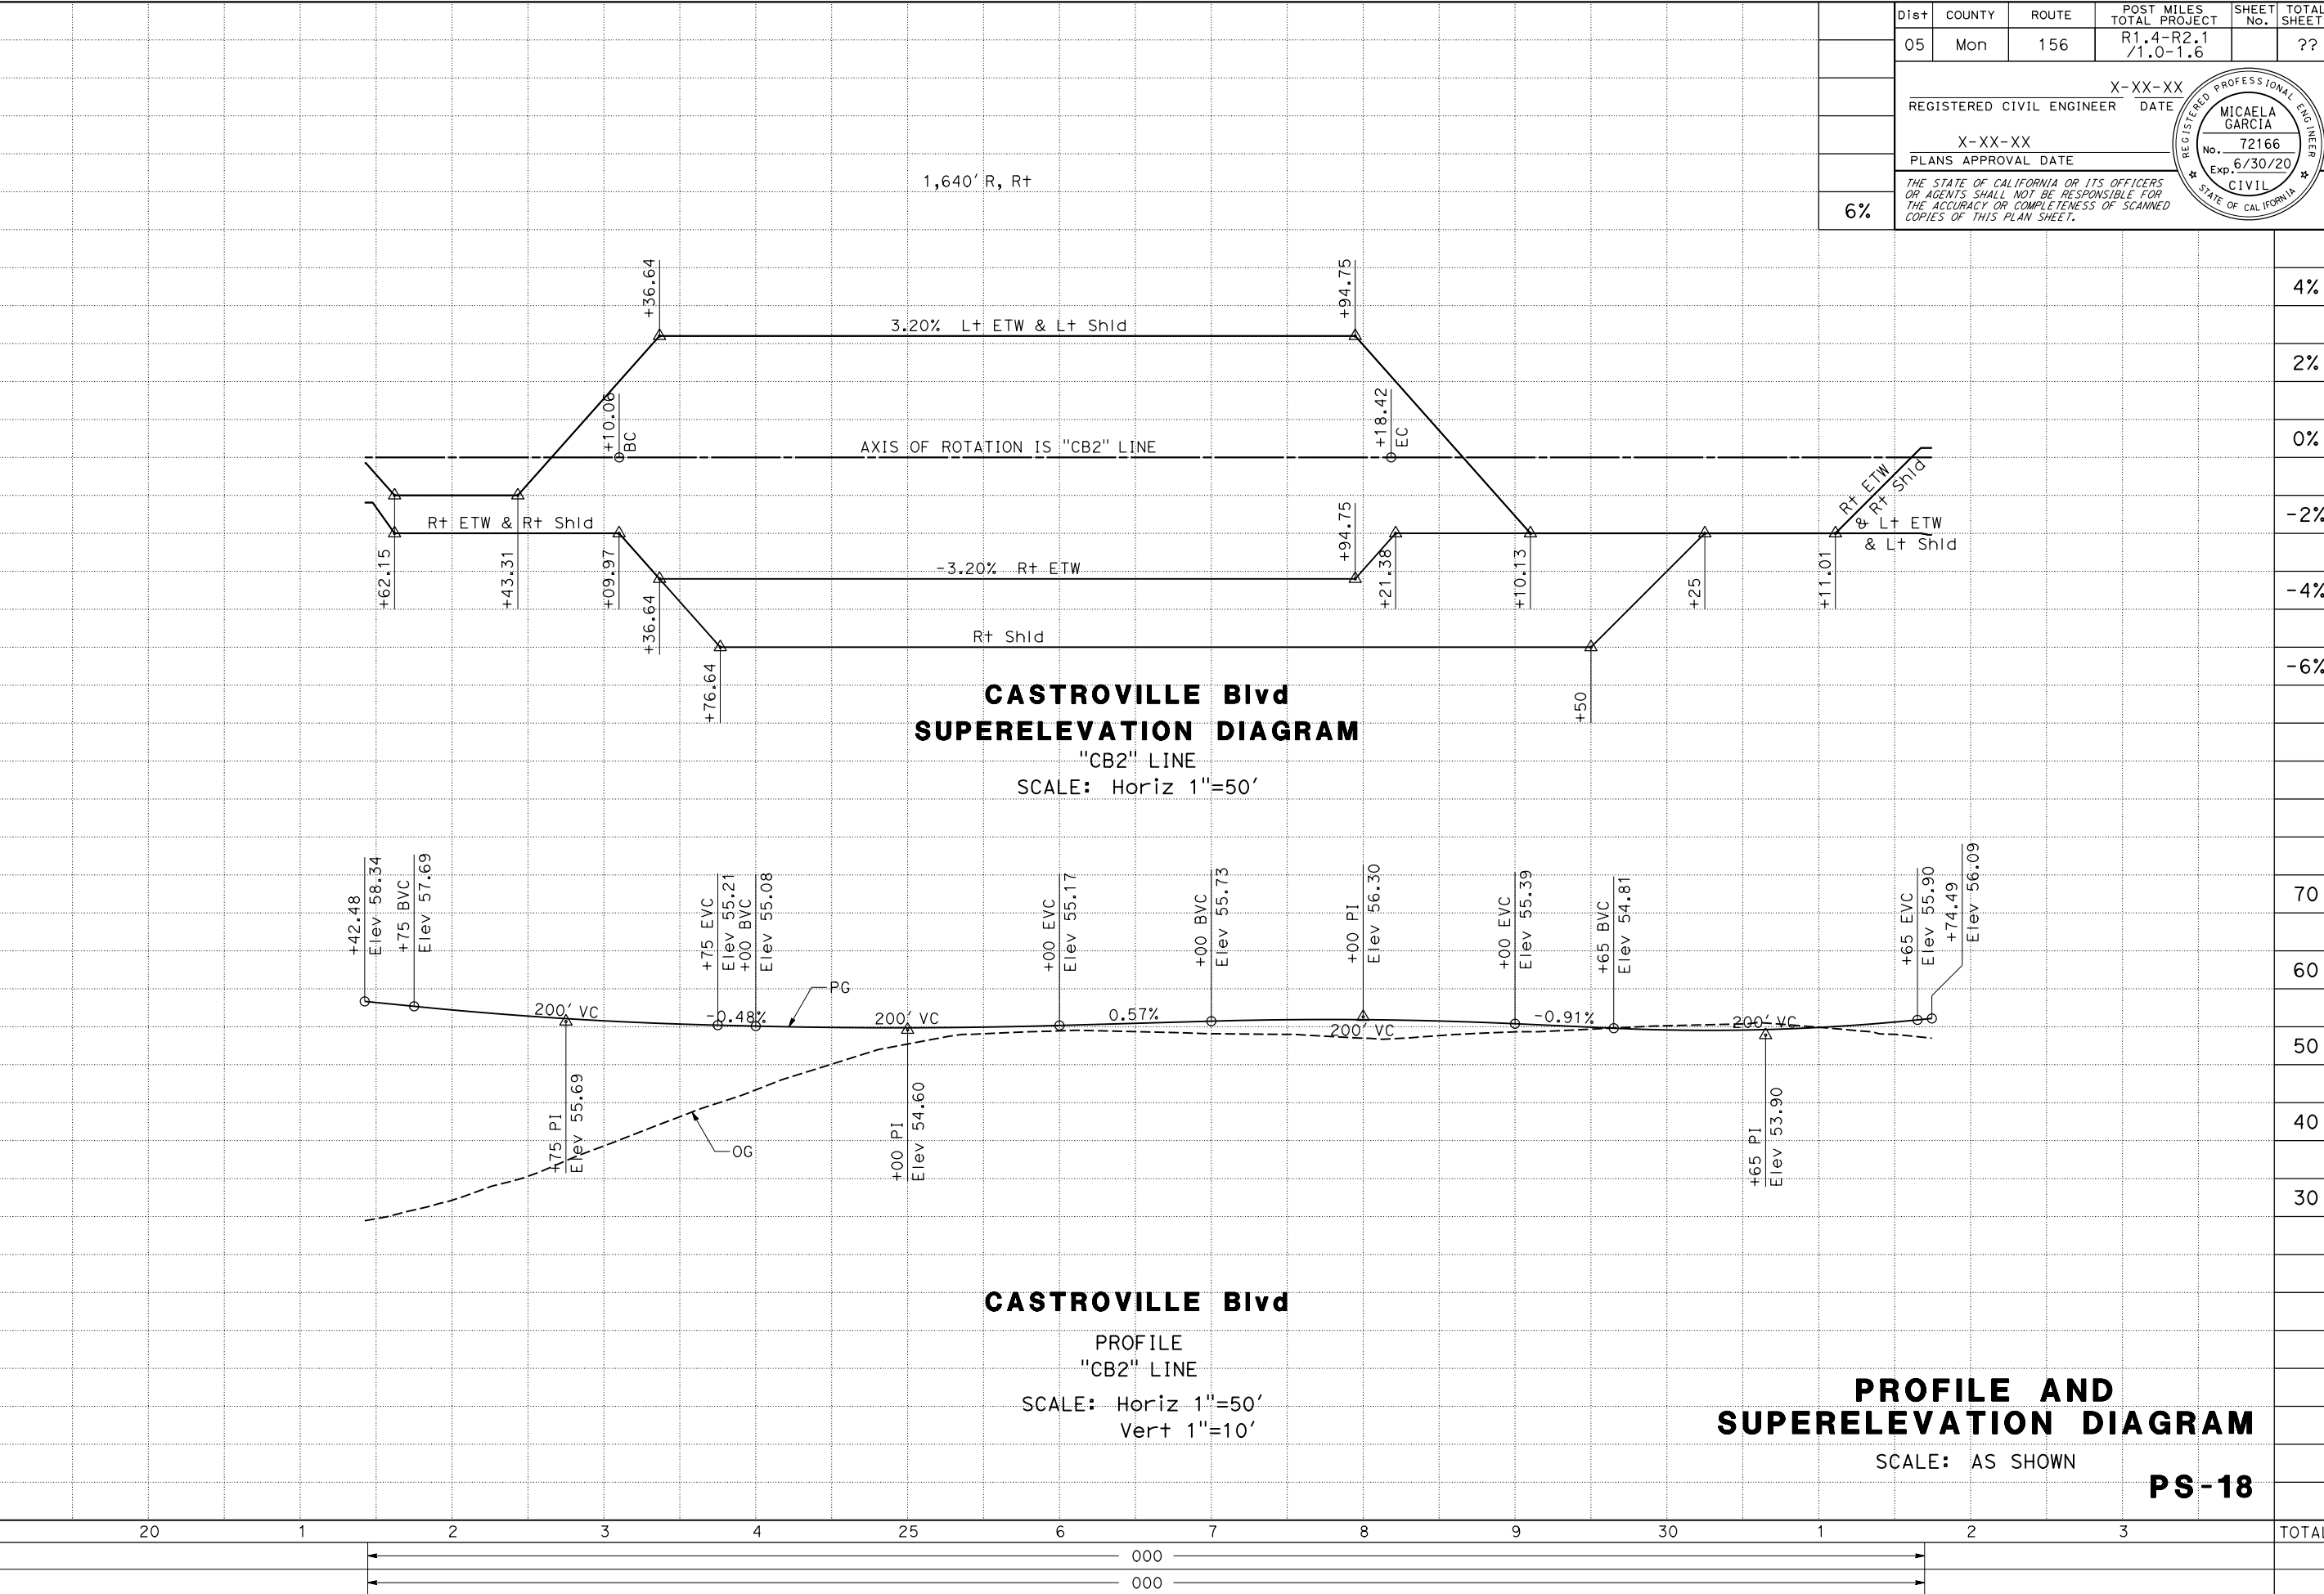 Dist COUNTY ROUTE POST MILES TOTAL PROJECT SHEET No. TOTAL SHEET
05 Mon 156 R1.4-R2.1 /1.0-1.6 ??
X-XX-XX
REGISTERED CIVIL ENGINEER DATE
X-XX-XX
PLANS APPROVAL DATE
REGISTERED PROFESSIONAL ENGINEER
MICAELA
GARCIA
No. 72166
Exp. 6/30/20
CIVIL
STATE OF CALIFORNIA
THE STATE OF CALIFORNIA OR ITS OFFICERS
OR AGENTS SHALL NOT BE RESPONSIBLE FOR
THE ACCURACY OR COMPLETENESS OF SCANNED
COPIES OF THIS PLAN SHEET.
1,640' R, Rt
6%
4%
2%
0%
-2%
-4%
-6%
+36.64
+94.75
3.20% Lt ETW & Lt Shld
+10.06
BC
+18.42
EC
AXIS OF ROTATION IS "CB2" LINE
Rt ETW & Rt Shld
+94.75
Rt ETW
& Rt Shld
Lt ETW
& Lt Shld
+62.15
+43.31
+09.97
+36.64
-3.20% Rt ETW
+21.38
+10.13
+25
+11.01
Rt Shld
+76.64
+50
CASTROVILLE Blvd
SUPERELEVATION DIAGRAM
"CB2" LINE
SCALE: Horiz 1"=50'
+42.48
Elev 58.34
+75 BVC
Elev 57.69
+75 EVC
Elev 55.21
+00 BVC
Elev 55.08
+00 EVC
Elev 55.17
+00 BVC
Elev 55.73
+00 PI
Elev 56.30
+00 EVC
Elev 55.39
+65 BVC
Elev 54.81
+65 EVC
Elev 55.90
+74.49
Elev 56.09
70
60
50
40
30
200' VC
-0.48%
PG
200' VC
0.57%
200' VC
-0.91%
200' VC
+75 PI
Elev 55.69
OG
+00 PI
Elev 54.60
+65 PI
Elev 53.90
CASTROVILLE Blvd
PROFILE
"CB2" LINE
SCALE: Horiz 1"=50'
Vert 1"=10'
PROFILE AND
SUPERELEVATION DIAGRAM
SCALE: AS SHOWN
PS-18
20 1 2 3 4 25 6 7 8 9 30 1 2 3 TOTAL
000
000